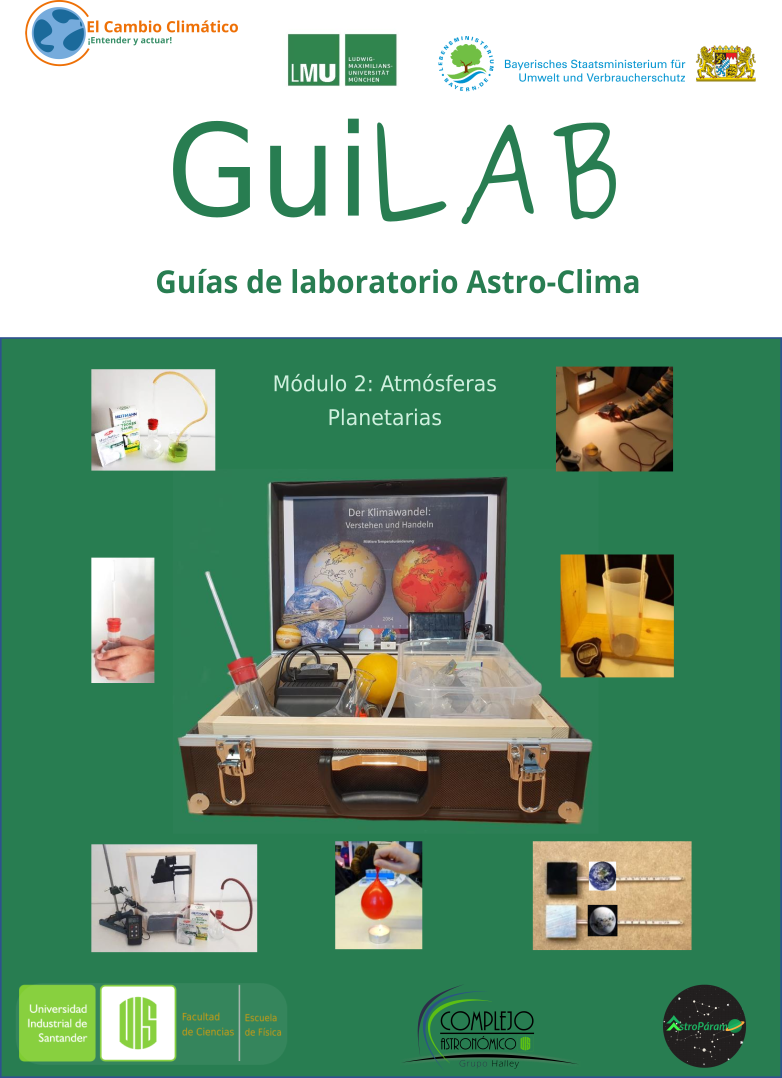 El Cambio Climático
¡Entender y actuar!
LMU
LUDWIG-
MAXIMILIANS-
UNIVERSITÄT
MÜNCHEN
LEBENSMINISTERIUM
BAYERN.DE
Bayerisches Staatsministerium für
Umwelt und Verbraucherschutz
GuiLAB
Guías de laboratorio Astro-Clima
Módulo 2: Atmósferas
Planetarias
HEITMANN
Der Klimawandel:
Verstehen und Handeln
Universidad
Industrial de
Santander
UIS
Facultad
de Ciencias
Escuela
de Física
COMPLEJO
ASTRONÓMICO
Grupo Halley
AstroPáramo